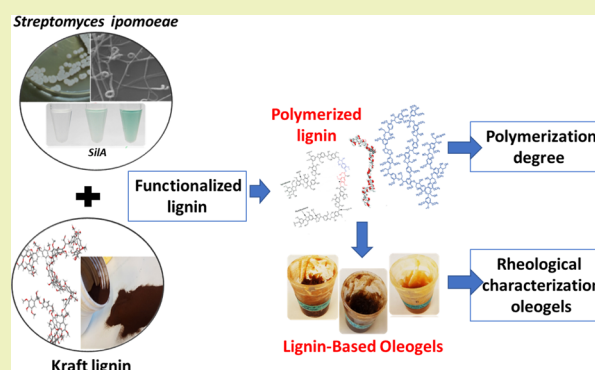 Streptomyces ipomoeae
SilA
Kraft lignin
Functionalized
lignin
Polymerized
lignin
Lignin-Based Oleogels
Polymerization
degree
Rheological
characterization
oleogels